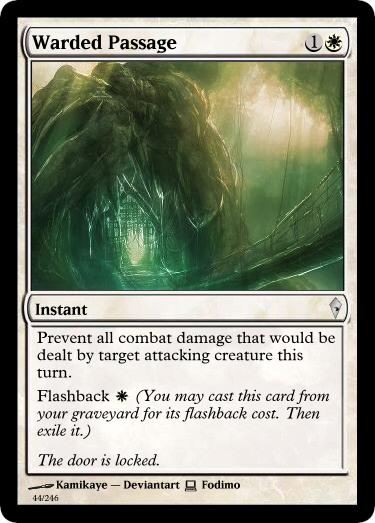 Warded Passage 1
Instant
Prevent all combat damage that would be
dealt by target attacking creature this
turn.
Flashback (You may cast this card from
your graveyard for its flashback cost. Then
exile it.)
The door is locked.
Kamikaye — Deviantart Fodimo
44/246